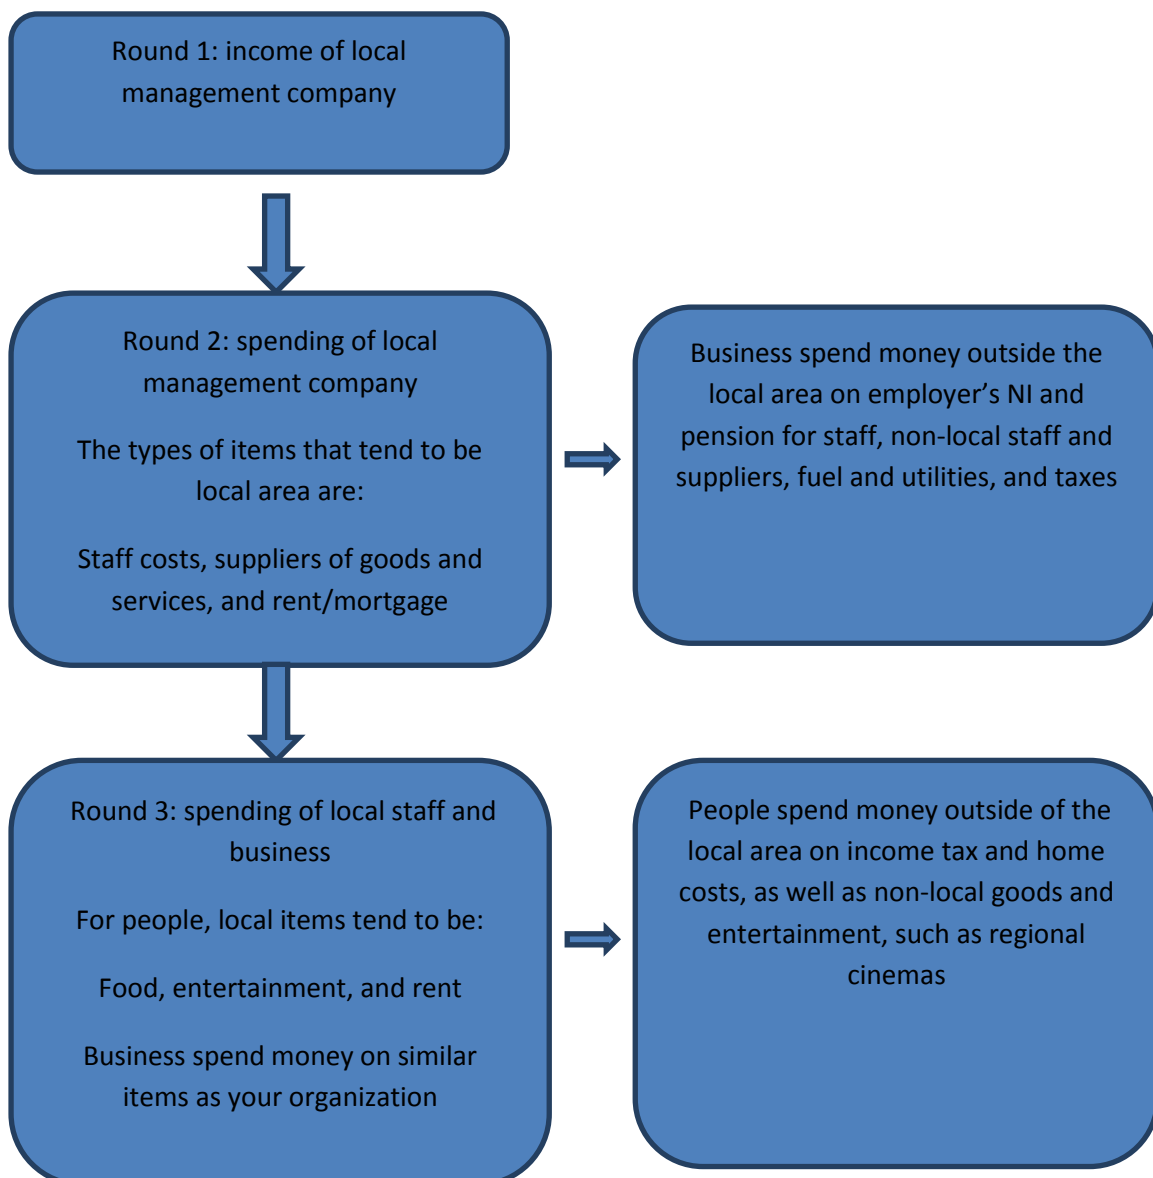 Round 1: income of local
management company
Round 2: spending of local
management company
The types of items that tend to be
local area are:
Staff costs, suppliers of goods and
services, and rent/mortgage
Business spend money outside the
local area on employer’s NI and
pension for staff, non-local staff and
suppliers, fuel and utilities, and taxes
Round 3: spending of local staff and
business
For people, local items tend to be:
Food, entertainment, and rent
Business spend money on similar
items as your organization
People spend money outside of the
local area on income tax and home
costs, as well as non-local goods and
entertainment, such as regional
cinemas